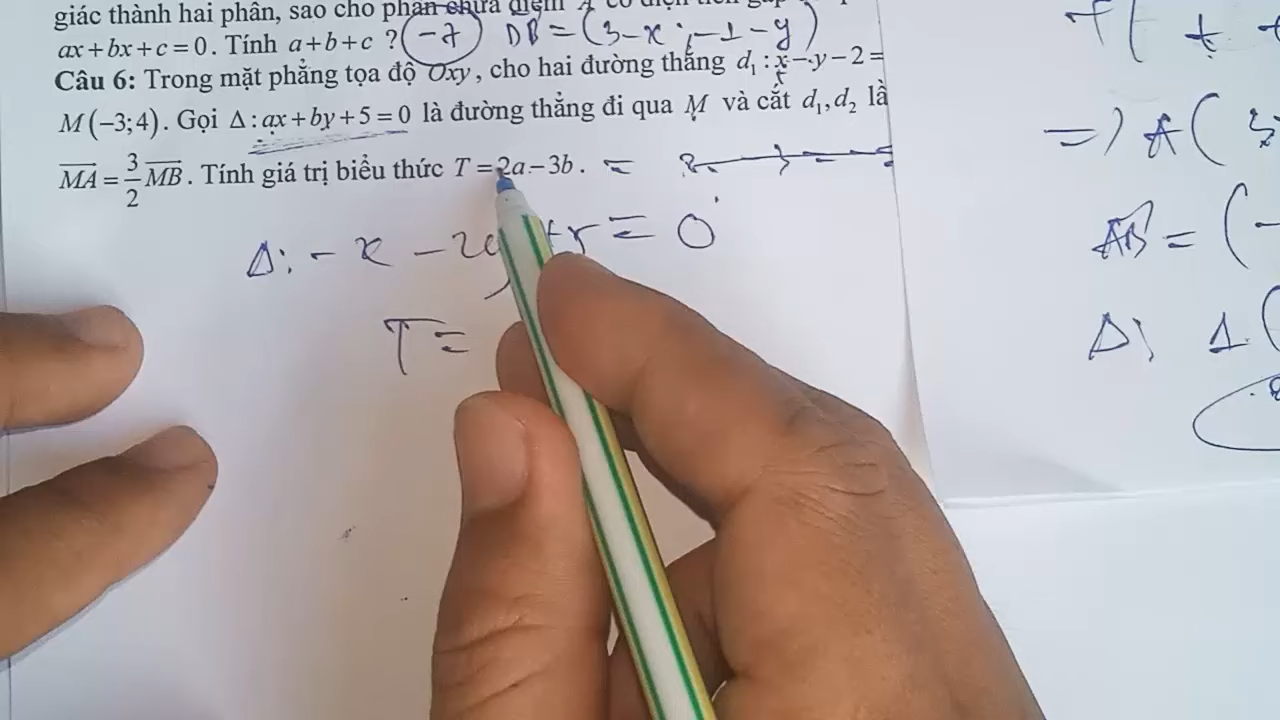 giác thành hai phần, sao cho phần chứa điểm A có diện tích gấp
ax + bx + c = 0. Tính a + b + c ? (-7) DB = (3-x ; -1-y)
Câu 6: Trong mặt phẳng tọa độ Oxy, cho hai đường thẳng d₁ : x - y - 2 =
M(-3;4). Gọi Δ : ax + by + 5 = 0 là đường thẳng đi qua M và cắt d₁, d₂ lần
MA = 3/2 MB. Tính giá trị biểu thức T = 2a - 3b. =
Δ: -x - 2y + 5 = 0
T =
=) A(
AB = (-
Δ: 1(